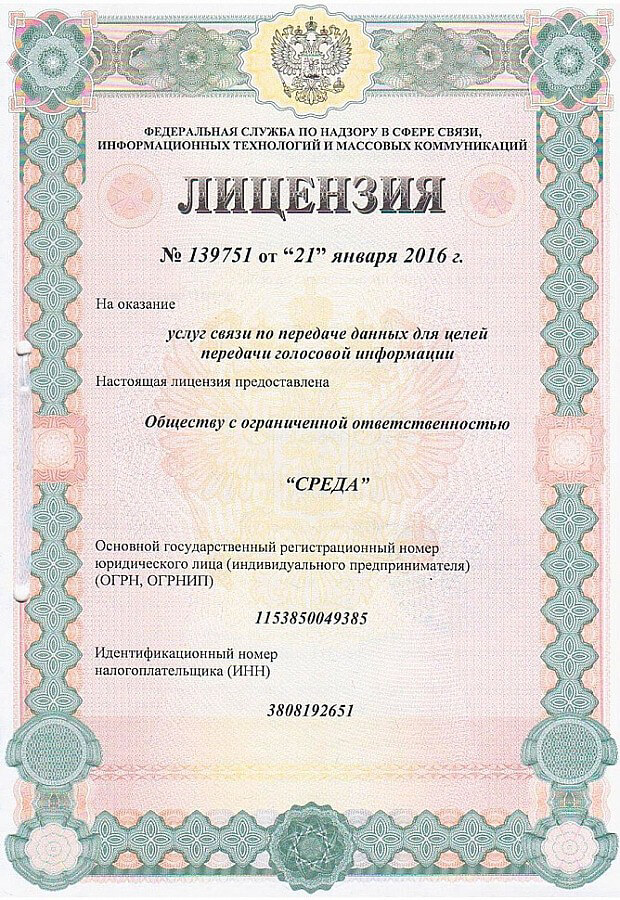 ФЕДЕРАЛЬНАЯ СЛУЖБА ПО НАДЗОРУ В СФЕРЕ СВЯЗИ,
ИНФОРМАЦИОННЫХ ТЕХНОЛОГИЙ И МАССОВЫХ КОММУНИКАЦИЙ
ЛИЦЕНЗИЯ
№ 139751 от “21” января 2016 г.
На оказание
услуг связи по передаче данных для целей
передачи голосовой информации
Настоящая лицензия предоставлена
Обществу с ограниченной ответственностью
“СРЕДА”
Основной государственный регистрационный номер
юридического лица (индивидуального предпринимателя)
(ОГРН, ОГРНИП)
1153850049385
Идентификационный номер
налогоплательщика (ИНН)
3808192651